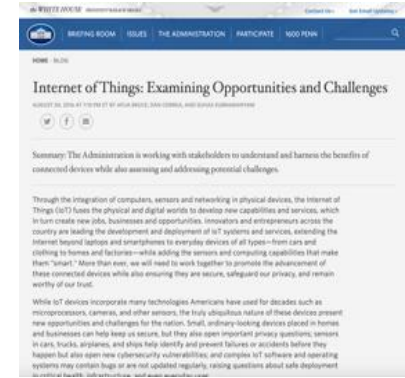 the WHITE HOUSE
Contact Us Get Email Updates
BRIEFING ROOM ISSUES THE ADMINISTRATION PARTICIPATE 1600 PENN
HOME · BLOG
Internet of Things: Examining Opportunities and Challenges
Summary: The Administration is working with stakeholders to understand and harness the benefits of
connected devices while also assessing and addressing potential challenges.
Through the integration of computers, sensors and networking in physical devices, the Internet of
Things (IoT) fuses the physical and digital worlds to develop new capabilities and services, which
in turn create new jobs, businesses and opportunities. Innovators and entrepreneurs across the
country are leading the development and deployment of IoT systems and services, extending the
Internet beyond laptops and smartphones to everyday devices of all types—from cars and
clothing to homes and factories—while adding the sensors and computing capabilities that make
them "smart." More than ever, we will need to work together to promote the advancement of
these connected devices while also ensuring they are secure, safeguard our privacy, and remain
worthy of our trust.
While IoT devices incorporate many technologies Americans have used for decades such as
microprocessors, cameras, and other sensors, the truly ubiquitous nature of these devices present
new opportunities and challenges for the nation. Small, ordinary-looking devices placed in homes
and businesses can help keep us secure, but they also open important privacy questions; sensors
in cars, trucks, airplanes, and ships help identify and prevent failures or accidents before they
happen but also open new cybersecurity vulnerabilities; and complex IoT software and operating
systems may contain bugs or are not updated regularly, raising questions about safe deployment
in critical health, infrastructure, and even everyday uses.